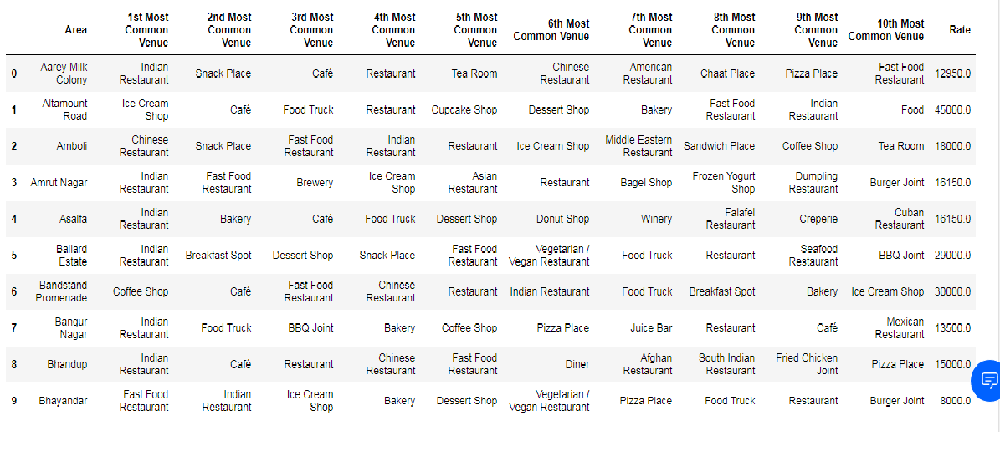 Area 1st Most Common Venue 2nd Most Common Venue 3rd Most Common Venue 4th Most Common Venue 5th Most Common Venue 6th Most Common Venue 7th Most Common Venue 8th Most Common Venue 9th Most Common Venue 10th Most Common Venue Rate
0 Aarey Milk Colony Indian Restaurant Snack Place Café Restaurant Tea Room Chinese Restaurant American Restaurant Chaat Place Pizza Place Fast Food Restaurant 12950.0
1 Altamount Road Ice Cream Shop Café Food Truck Restaurant Cupcake Shop Dessert Shop Bakery Fast Food Restaurant Indian Restaurant Food 45000.0
2 Amboli Chinese Restaurant Snack Place Fast Food Restaurant Indian Restaurant Restaurant Ice Cream Shop Middle Eastern Restaurant Sandwich Place Coffee Shop Tea Room 18000.0
3 Amrut Nagar Indian Restaurant Fast Food Restaurant Brewery Ice Cream Shop Asian Restaurant Restaurant Bagel Shop Frozen Yogurt Shop Dumpling Restaurant Burger Joint 16150.0
4 Asalfa Indian Restaurant Bakery Café Food Truck Dessert Shop Donut Shop Winery Falafel Restaurant Creperie Cuban Restaurant 16150.0
5 Ballard Estate Indian Restaurant Breakfast Spot Dessert Shop Snack Place Fast Food Restaurant Vegetarian / Vegan Restaurant Food Truck Restaurant Seafood Restaurant BBQ Joint 29000.0
6 Bandstand Promenade Coffee Shop Café Fast Food Restaurant Chinese Restaurant Restaurant Indian Restaurant Food Truck Breakfast Spot Bakery Ice Cream Shop 30000.0
7 Bangur Nagar Indian Restaurant Food Truck BBQ Joint Bakery Coffee Shop Pizza Place Juice Bar Restaurant Café Mexican Restaurant 13500.0
8 Bhandup Indian Restaurant Café Restaurant Chinese Restaurant Fast Food Restaurant Diner Afghan Restaurant South Indian Restaurant Fried Chicken Joint Pizza Place 15000.0
9 Bhayandar Fast Food Restaurant Indian Restaurant Ice Cream Shop Bakery Dessert Shop Vegetarian / Vegan Restaurant Pizza Place Food Truck Restaurant Burger Joint 8000.0